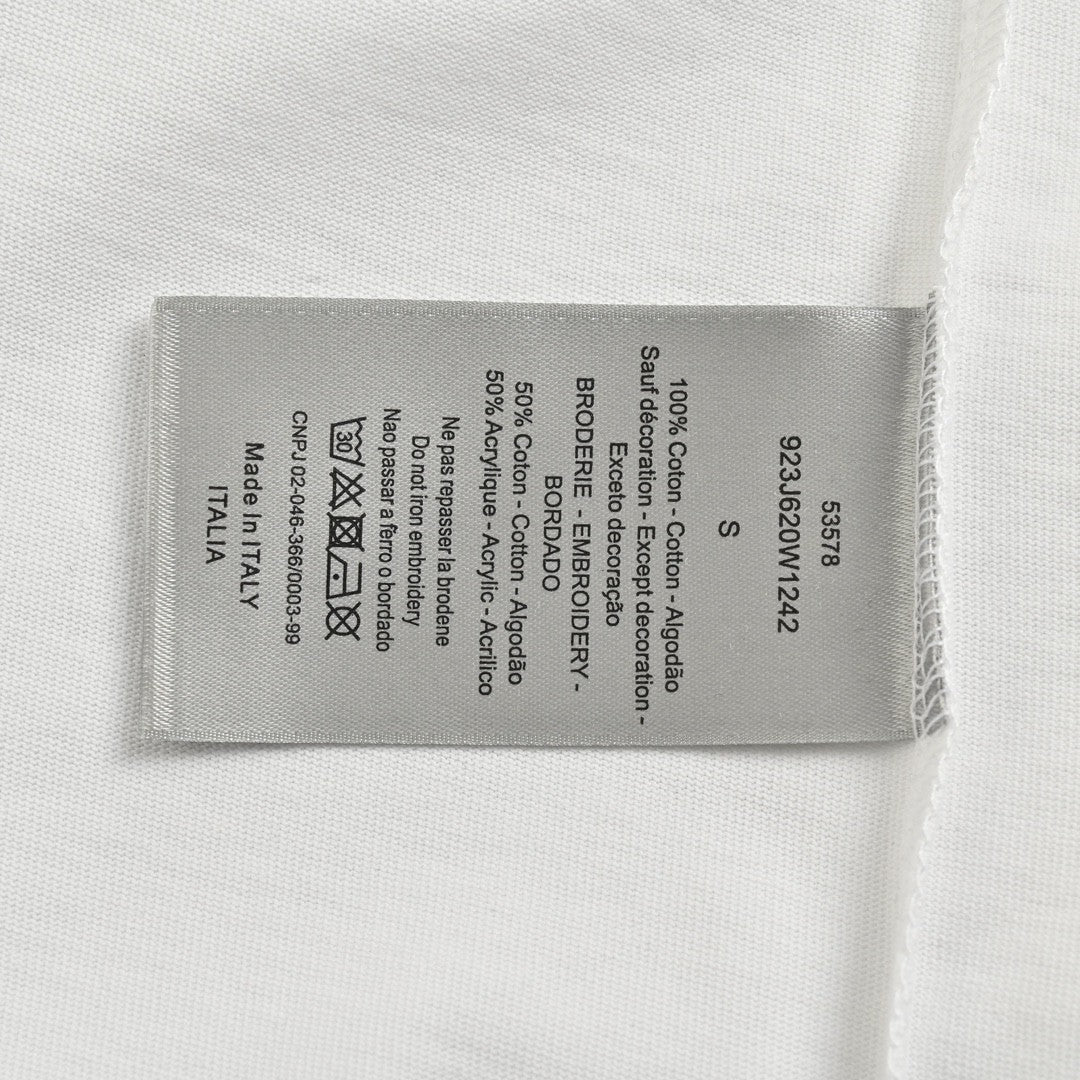 53578
923J620W1242
S
100% Coton - Cotton - Algodão
Sauf décoration - Except decoration -
Exceto decoração
BRODERIE - EMBROIDERY -
BORDADO
50% Coton - Cotton - Algodão
50% Acrylique - Acrylic - Acrilico
Ne pas repasser la brodene
Do not iron embroidery
Nao passar a fêrro o bordado
30
CNPJ 02-046-366/0003-99
Made In ITALY
ITALIA